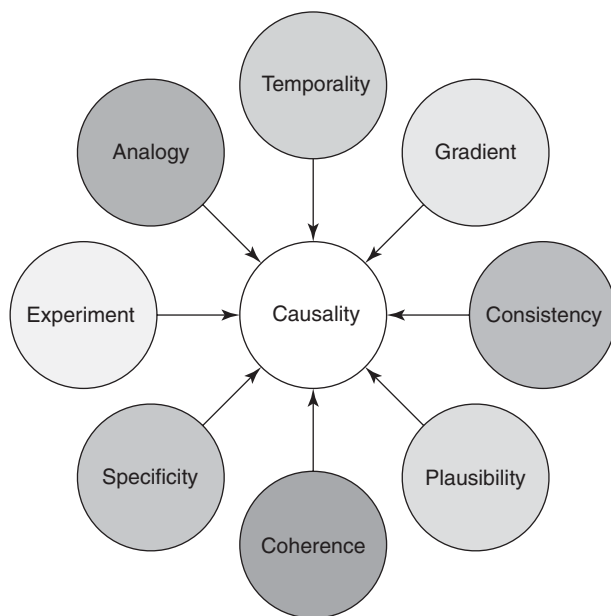 Temporality
Analogy
Gradient
Experiment
Causality
Consistency
Specificity
Plausibility
Coherence